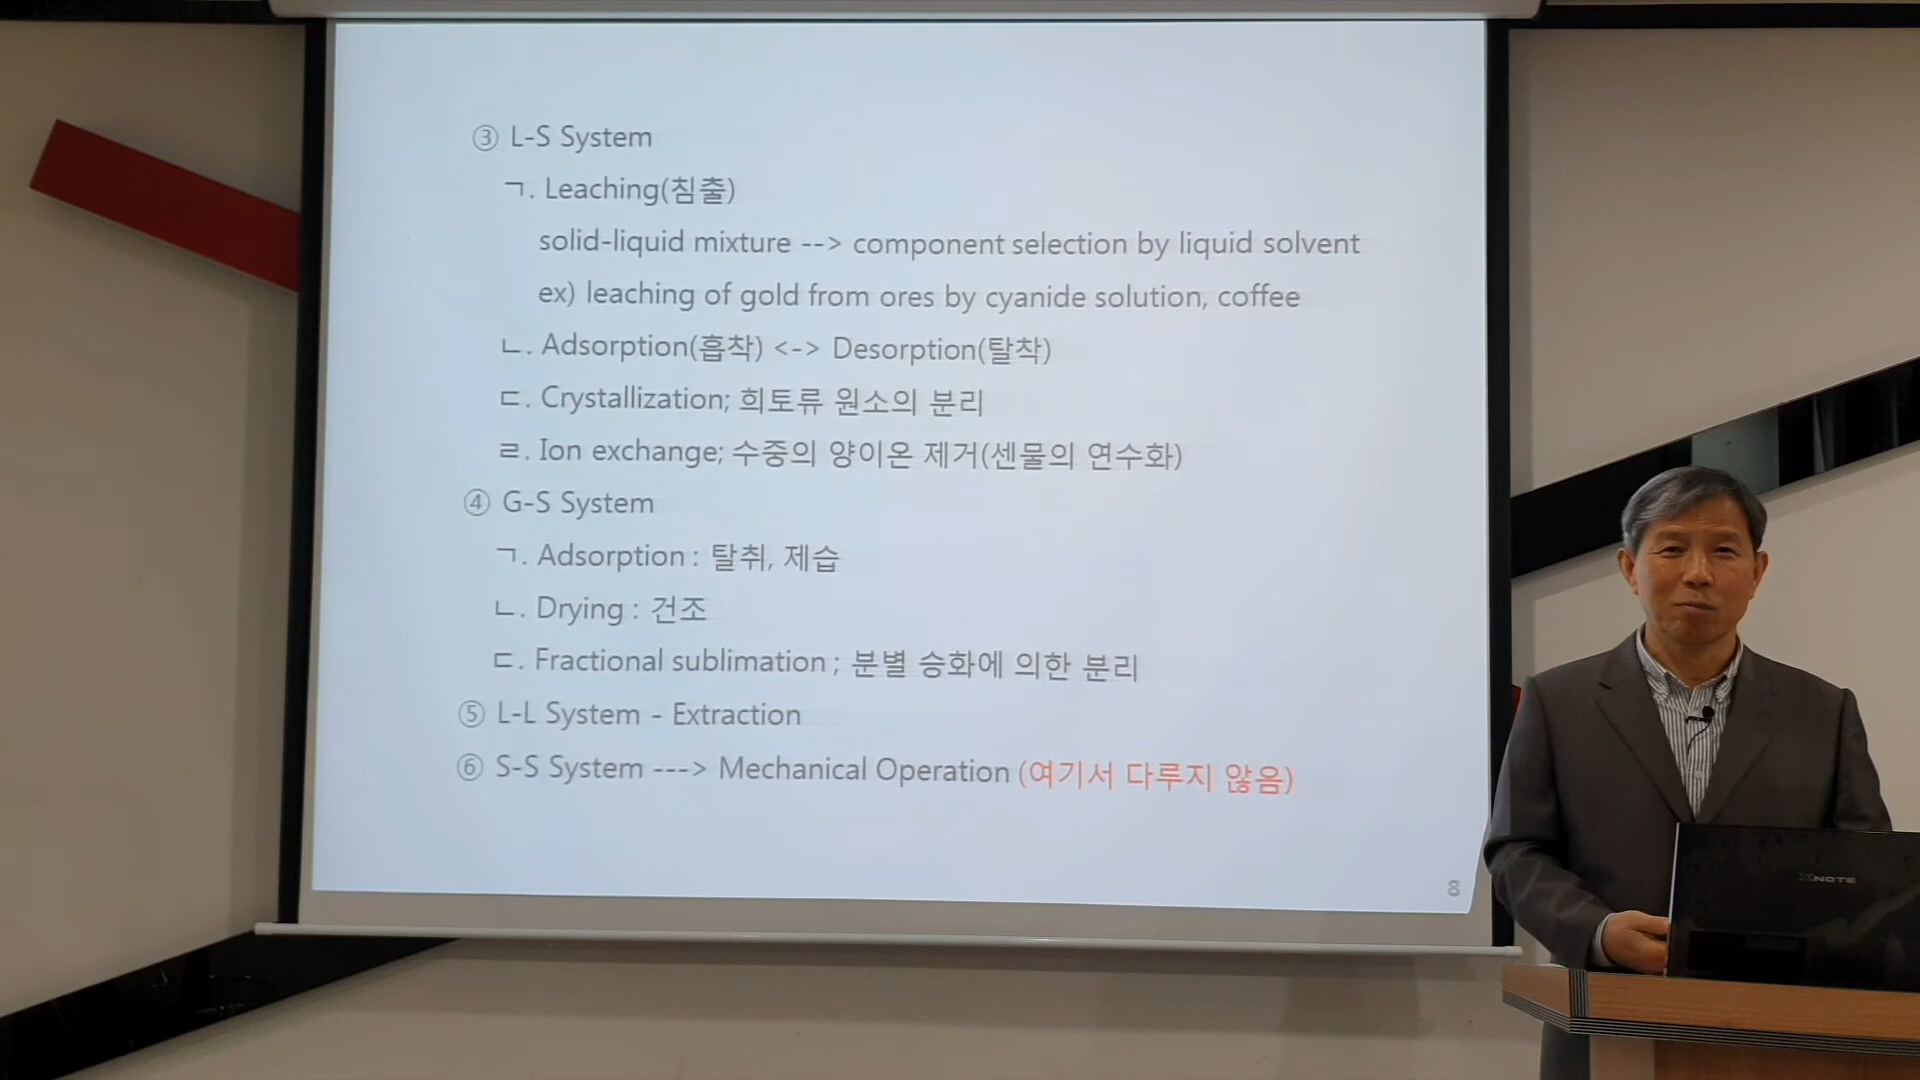 ③ L-S System
ㄱ. Leaching(침출)
solid-liquid mixture --> component selection by liquid solvent
ex) leaching of gold from ores by cyanide solution, coffee
ㄴ. Adsorption(흡착) <-> Desorption(탈착)
ㄷ. Crystallization; 희토류 원소의 분리
ㄹ. Ion exchange; 수중의 양이온 제거(센물의 연수화)
④ G-S System
ㄱ. Adsorption : 탈취, 제습
ㄴ. Drying : 건조
ㄷ. Fractional sublimation ; 분별 승화에 의한 분리
⑤ L-L System - Extraction
⑥ S-S System ---> Mechanical Operation (여기서 다루지 않음)
8
XNOTE